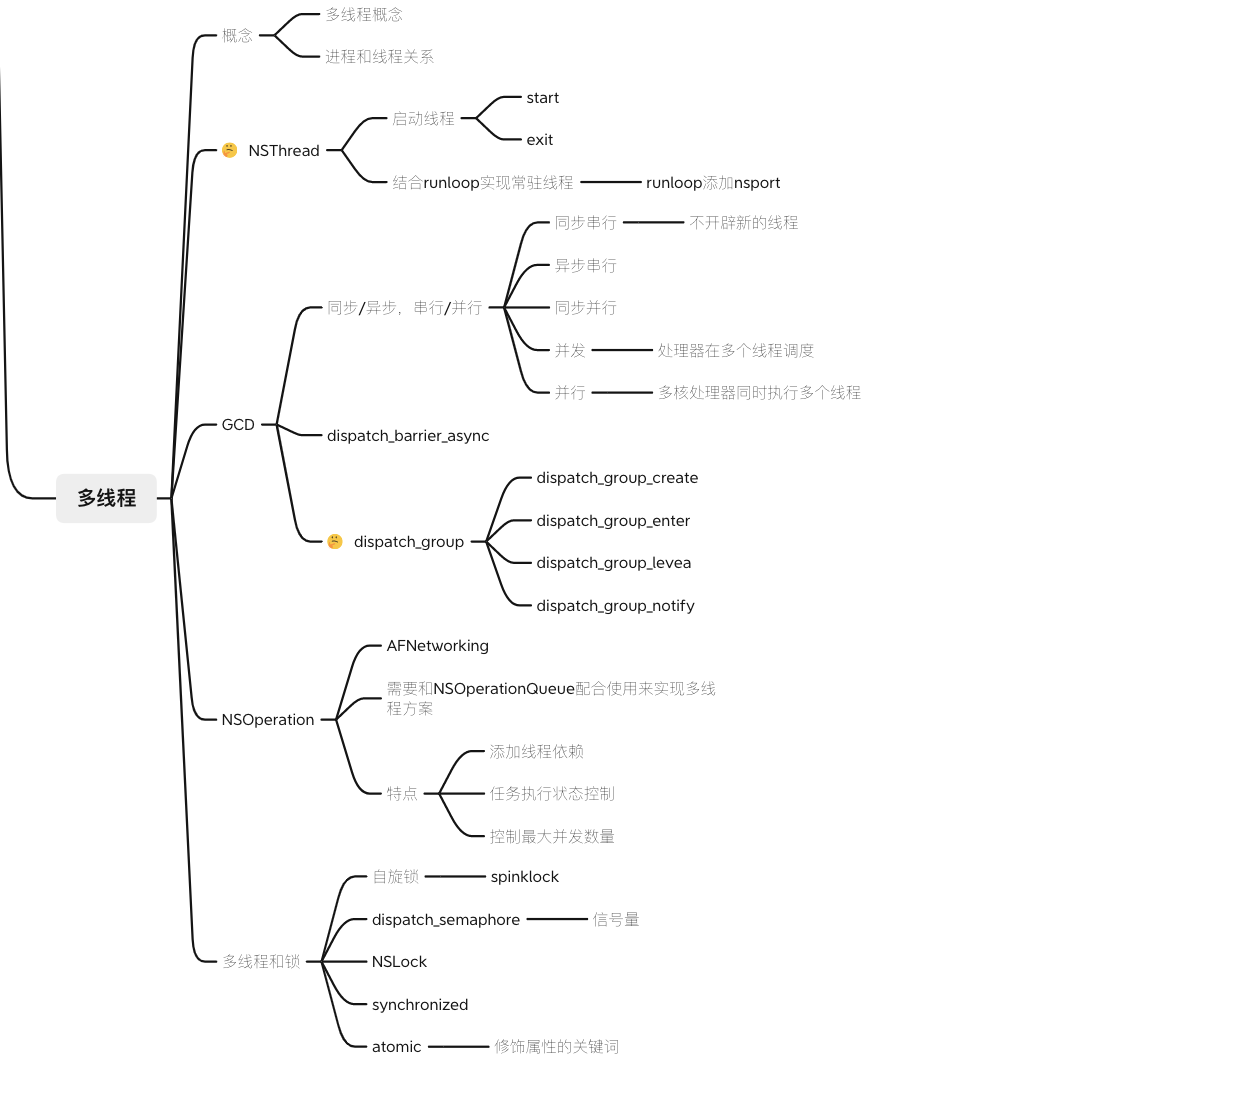 多线程
概念
多线程概念
进程和线程关系
NSThread
启动线程
start
exit
结合runloop实现常驻线程
runloop添加nsport
GCD
同步/异步，串行/并行
同步串行
不开辟新的线程
异步串行
同步并行
并发
处理器在多个线程调度
并行
多核处理器同时执行多个线程
dispatch_barrier_async
dispatch_group
dispatch_group_create
dispatch_group_enter
dispatch_group_levea
dispatch_group_notify
NSOperation
AFNetworking
需要和NSOperationQueue配合使用来实现多线
程方案
特点
添加线程依赖
任务执行状态控制
控制最大并发数量
多线程和锁
自旋锁
spinklock
dispatch_semaphore
信号量
NSLock
synchronized
atomic
修饰属性的关键词